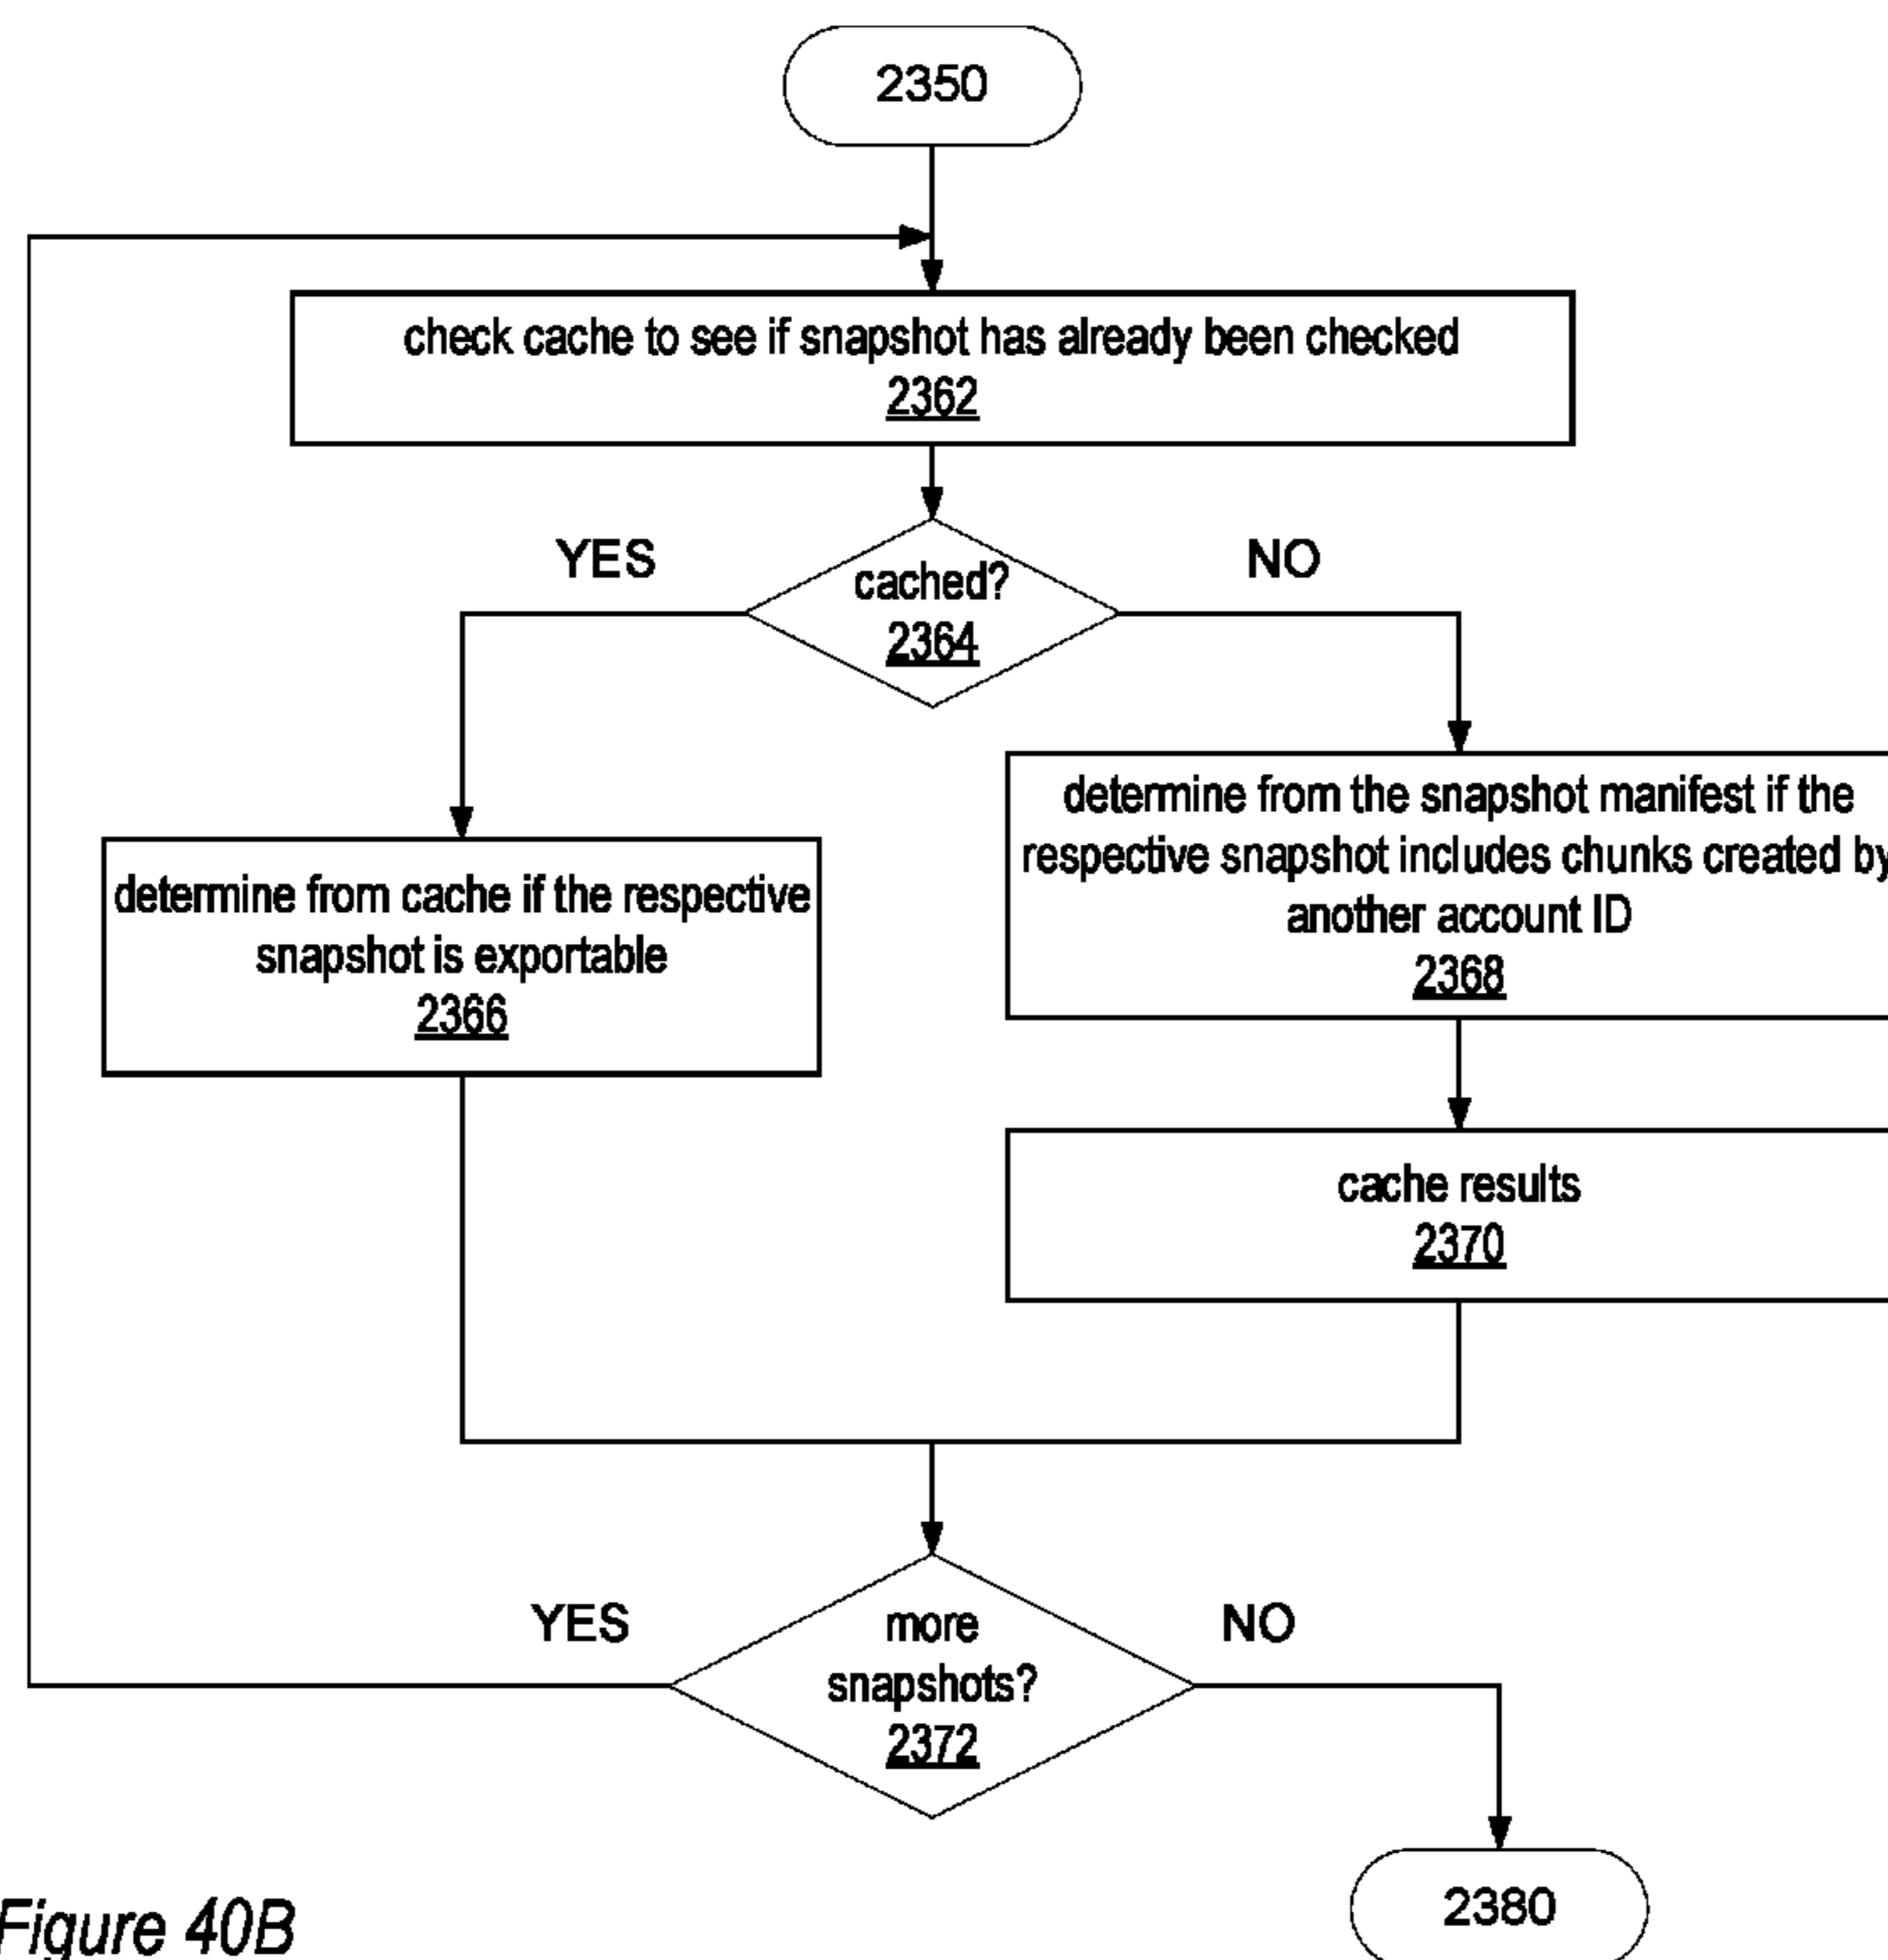 2350
check cache to see if snapshot has already been checked
2362
YES
cached?
2364
NO
determine from cache if the respective
snapshot is exportable
2366
determine from the snapshot manifest if the
respective snapshot includes chunks created by
another account ID
2368
cache results
2370
YES
more
snapshots?
2372
NO
2380
Figure 40B